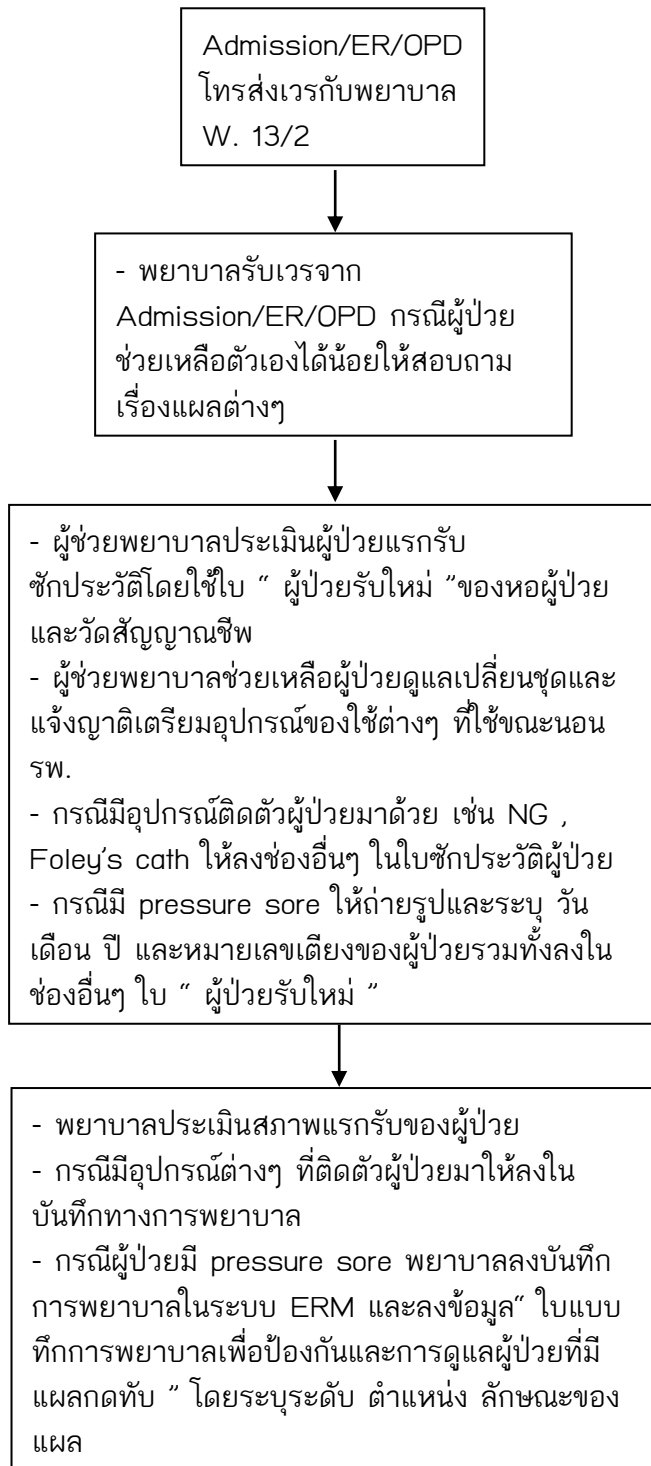 Admission/ER/OPD
โทรส่งเวรกับพยาบาล
W. 13/2
- พยาบาลรับเวรจาก
Admission/ER/OPD กรณีผู้ป่วย
ช่วยเหลือตัวเองได้น้อยให้สอบถาม
เรื่องแผลต่างๆ
- ผู้ช่วยพยาบาลประเมินผู้ป่วยแรกรับ
ซักประวัติโดยใช้ใบ “ ผู้ป่วยรับใหม่ ”ของหอผู้ป่วย
และวัดสัญญาณชีพ
- ผู้ช่วยพยาบาลช่วยเหลือผู้ป่วยดูแลเปลี่ยนชุดและ
แจ้งญาติเตรียมอุปกรณ์ของใช้ต่างๆ ที่ใช้ขณะนอน
รพ.
- กรณีมีอุปกรณ์ติดตัวผู้ป่วยมาด้วย เช่น NG ,
Foley’s cath ให้ลงช่องอื่นๆ ในใบซักประวัติผู้ป่วย
- กรณีมี pressure sore ให้ถ่ายรูปและระบุ วัน
เดือน ปี และหมายเลขเตียงของผู้ป่วยรวมทั้งลงใน
ช่องอื่นๆ ใบ “ ผู้ป่วยรับใหม่ ”
- พยาบาลประเมินสภาพแรกรับของผู้ป่วย
- กรณีมีอุปกรณ์ต่างๆ ที่ติดตัวผู้ป่วยมาให้ลงใน
บันทึกทางการพยาบาล
- กรณีผู้ป่วยมี pressure sore พยาบาลลงบันทึก
การพยาบาลในระบบ ERM และลงข้อมูล“ ใบแบบ
ทึกการพยาบาลเพื่อป้องกันและการดูแลผู้ป่วยที่มี
แผลกดทับ ” โดยระบุระดับ ตำแหน่ง ลักษณะของ
แผล